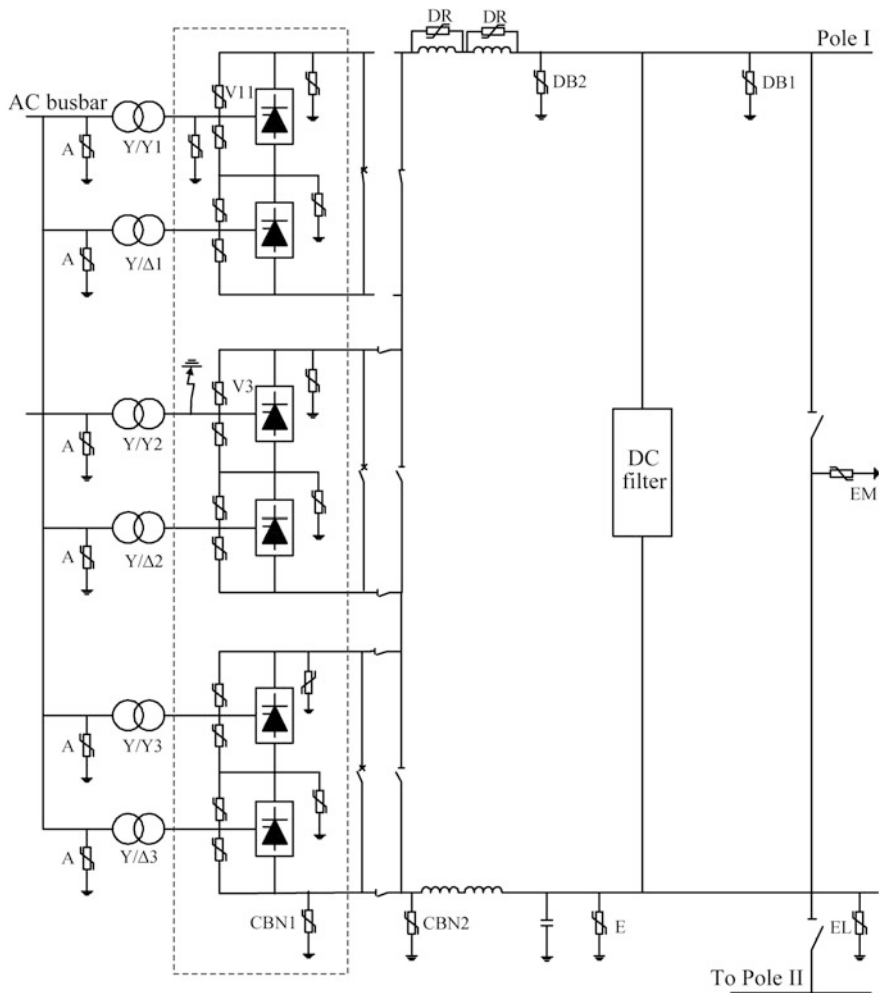 DR
DR
Pole I
V11
DB2
DB1
AC busbar
A
Y/Y1
A
Y/Δ1
V3
A
Y/Y2
DC
filter
EM
A
Y/Δ2
A
Y/Y3
A
Y/Δ3
CBN1
CBN2
E
EL
To Pole II